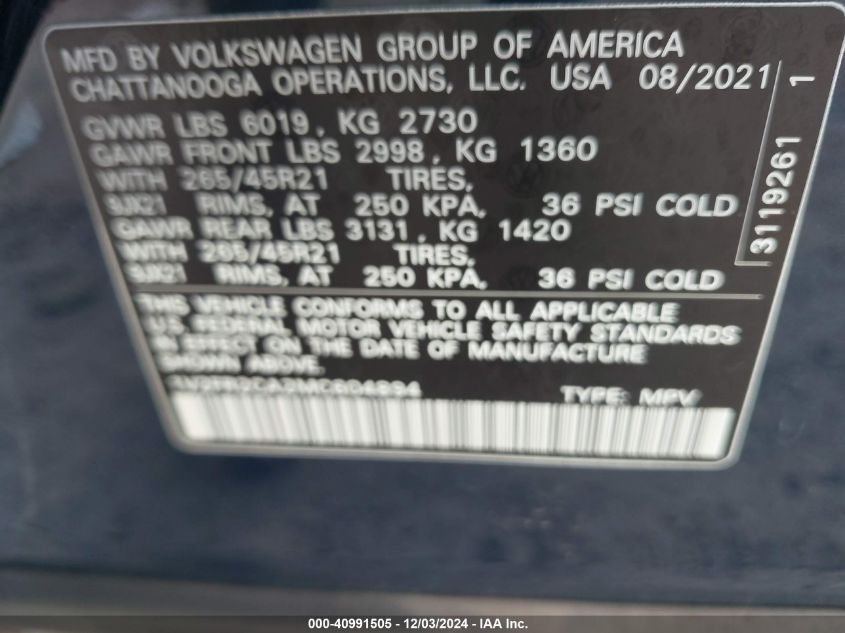 MFD BY VOLKSWAGEN GROUP OF AMERICA
CHATTANOOGA OPERATIONS, LLC. USA 08/2021
GVWR LBS 6019, KG 2730
GAWR FRONT LBS 2998, KG 1360
WITH 265/45R21 TIRES,
9JX21 RIMS, AT 250 KPA, 36 PSI COLD
GAWR REAR LBS 3131, KG 1420
WITH 265/45R21 TIRES,
9JX21 RIMS, AT 250 KPA, 36 PSI COLD
3119261 1
THIS VEHICLE CONFORMS TO ALL APPLICABLE
U.S. FEDERAL MOTOR VEHICLE SAFETY STANDARDS
IN EFFECT ON THE DATE OF MANUFACTURE
SHOWN ABOVE.
TYPE: MPV
000-40991505 - 12/03/2024 - IAA Inc.